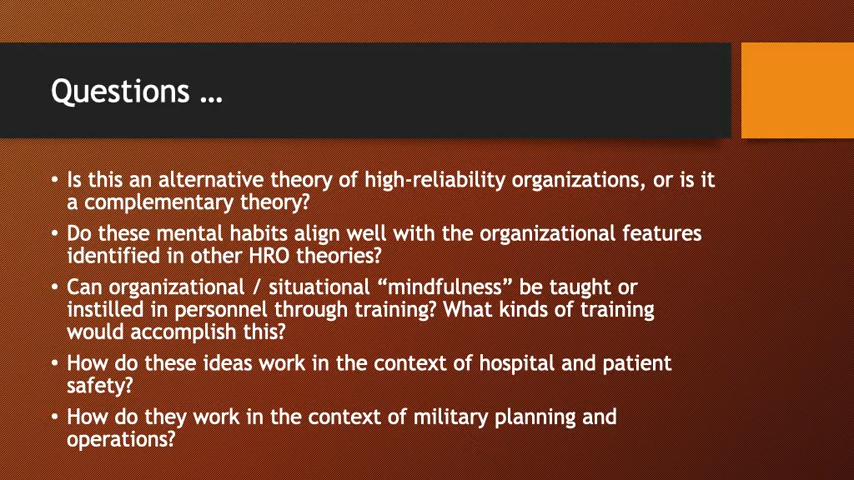 Questions …
• Is this an alternative theory of high-reliability organizations, or is it
a complementary theory?
• Do these mental habits align well with the organizational features
identified in other HRO theories?
• Can organizational / situational “mindfulness” be taught or
instilled in personnel through training? What kinds of training
would accomplish this?
• How do these ideas work in the context of hospital and patient
safety?
• How do they work in the context of military planning and
operations?